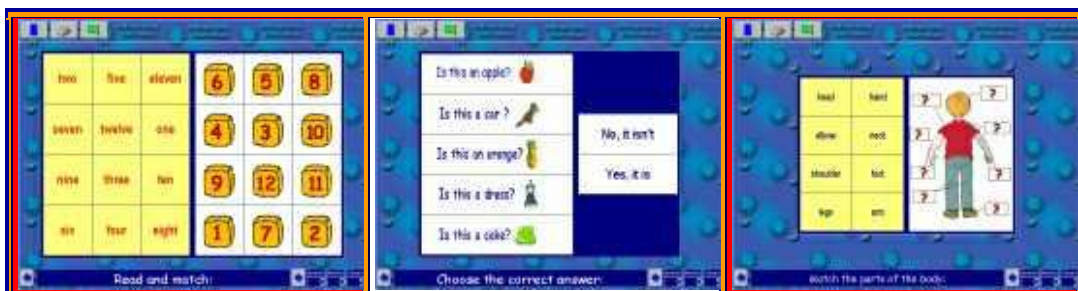 two five eleven
seven twelve one
nine three ten
six four eight
6 5 8
4 3 10
9 12 11
1 7 2
Read and match:
Is this an apple?
Is this a car ?
Is this an orange?
Is this a dress?
Is this a cake?
No, it isn't
Yes, it is
Choose the correct answer:
head hand
elbow neck
shoulder foot
legs arm
? ?
? ?
? ?
? ?
Match the parts of the body: